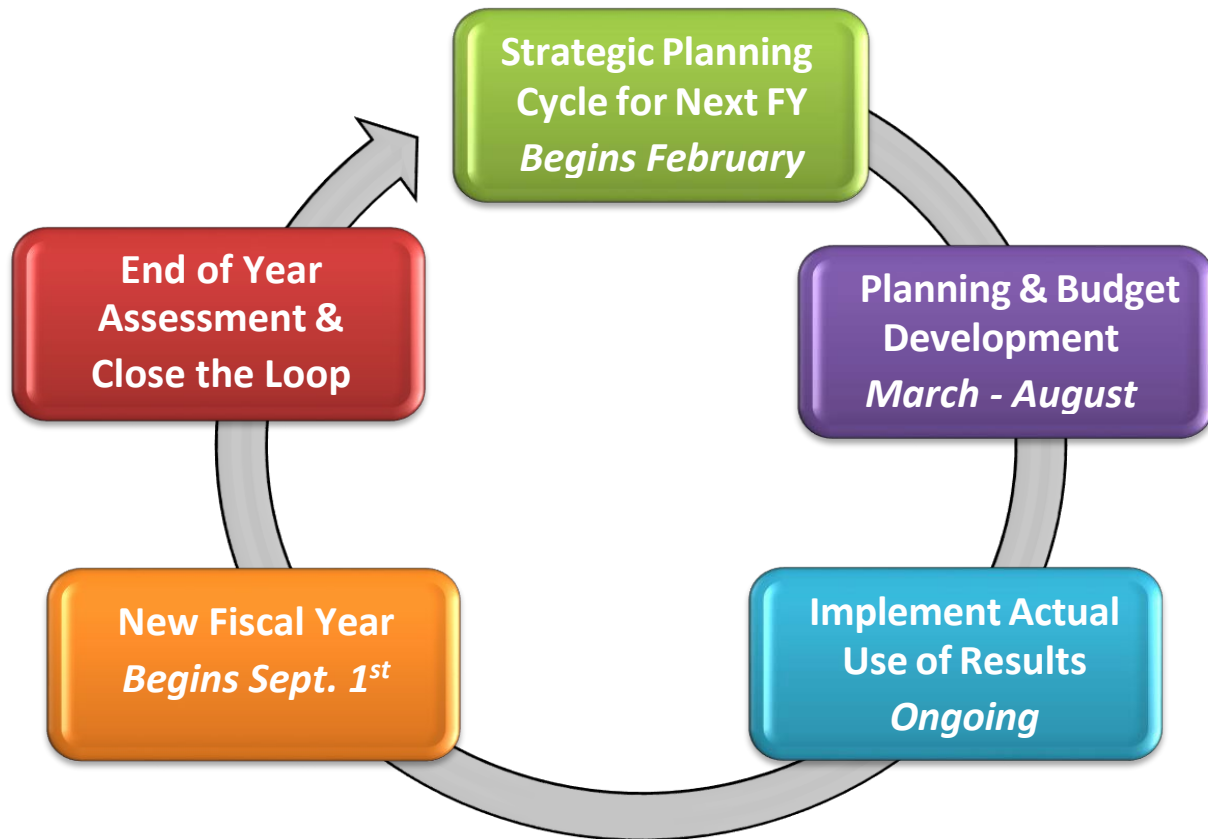 Strategic Planning
Cycle for Next FY
Begins February
Planning & Budget
Development
March - August
Implement Actual
Use of Results
Ongoing
New Fiscal Year
Begins Sept. 1st
End of Year
Assessment &
Close the Loop